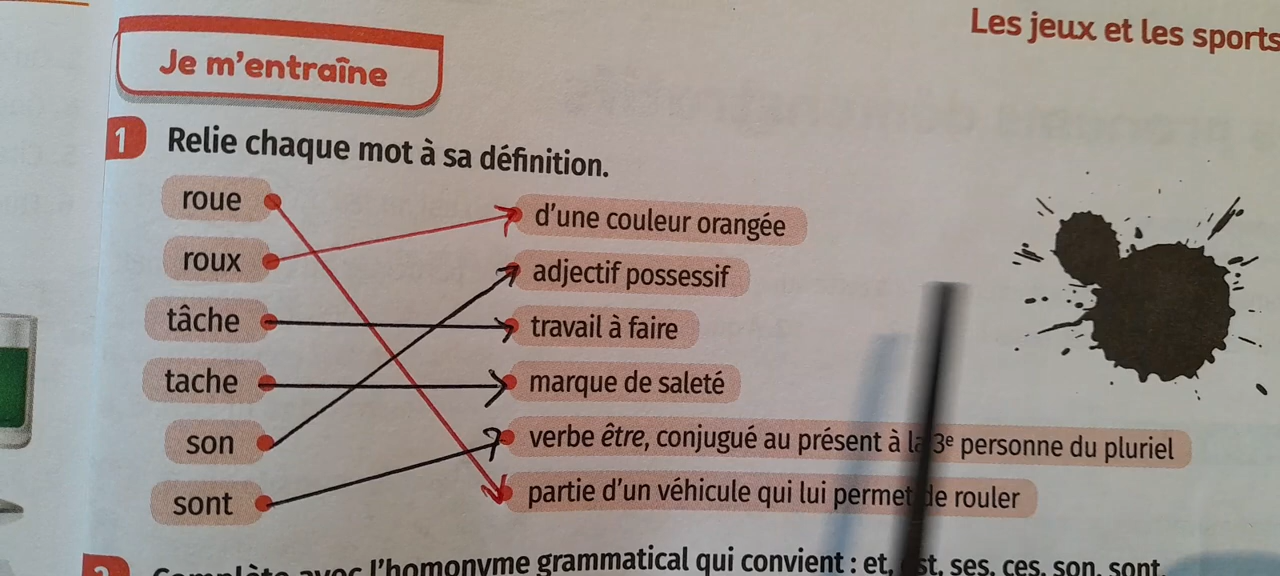 Les jeux et les sports
Je m'entraîne
1 Relie chaque mot à sa définition.
roue
roux
tâche
tache
son
sont
d'une couleur orangée
adjectif possessif
travail à faire
marque de saleté
verbe être, conjugué au présent à la 3e personne du pluriel
partie d'un véhicule qui lui permet de rouler
2 Complète avec l'homonyme grammatical qui convient : et, est, ses, ces, son, sont.